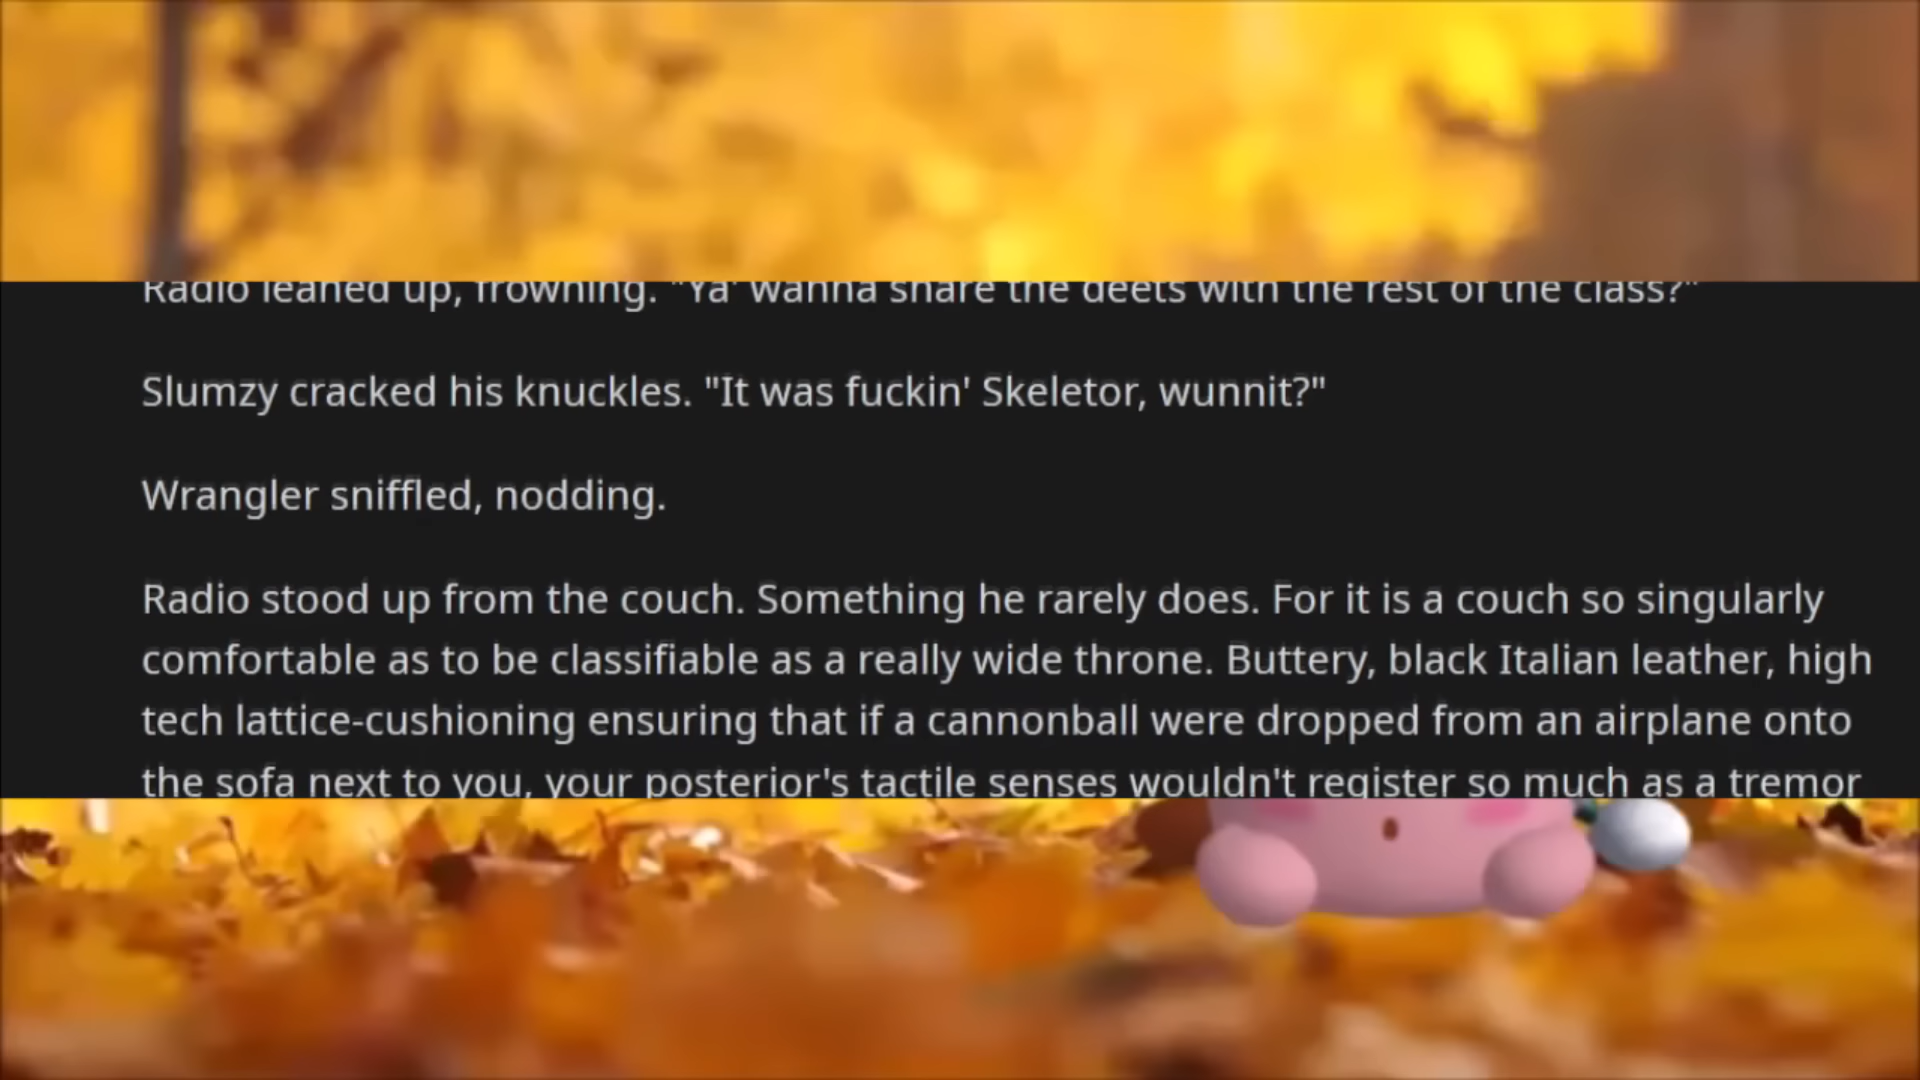 Radio leaned up, frowning. "Ya' wanna share the deets with the rest of the class?"
Slumzy cracked his knuckles. "It was fuckin' Skeletor, wunnit?"
Wrangler sniffled, nodding.
Radio stood up from the couch. Something he rarely does. For it is a couch so singularly
comfortable as to be classifiable as a really wide throne. Buttery, black Italian leather, high
tech lattice-cushioning ensuring that if a cannonball were dropped from an airplane onto
the sofa next to you, your posterior's tactile senses wouldn't register so much as a tremor